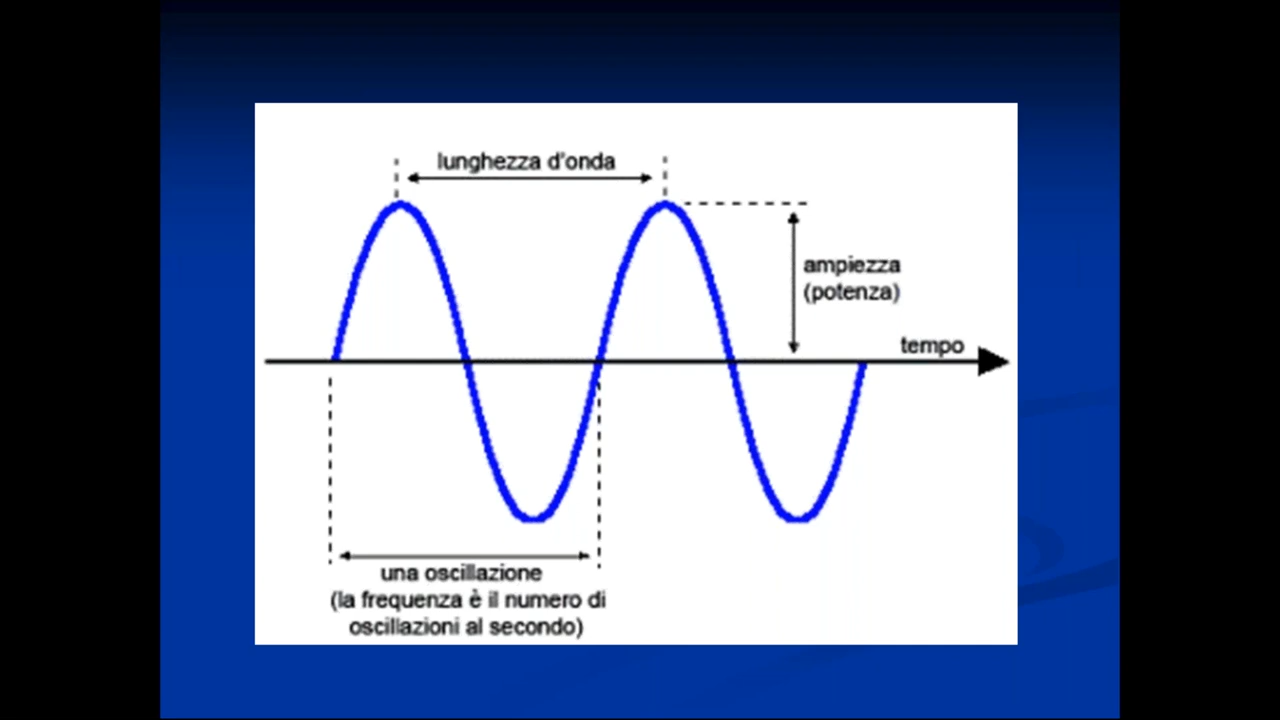 lunghezza d'onda
ampiezza
(potenza)
tempo
una oscillazione
(la frequenza è il numero di
oscillazioni al secondo)